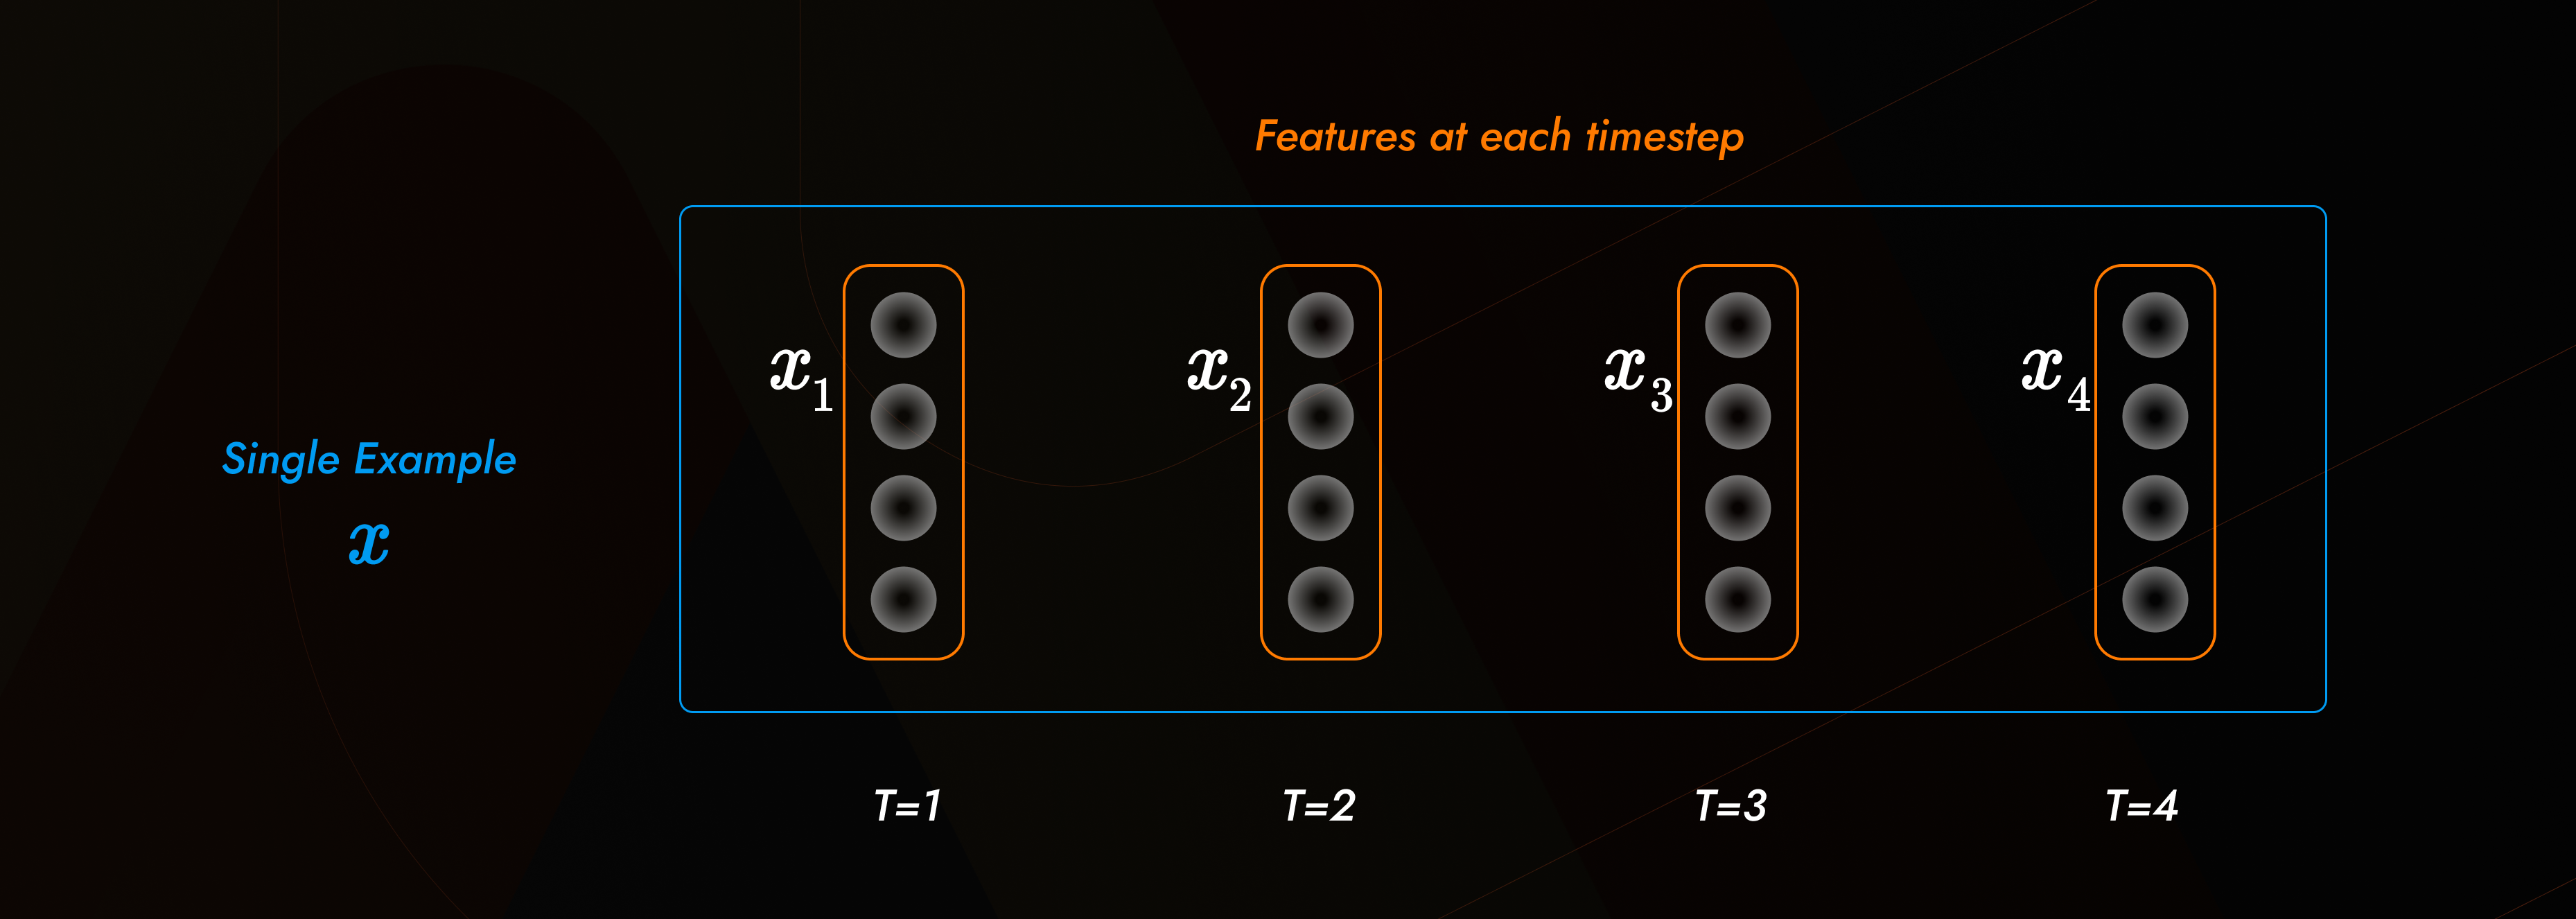 Features at each timestep
x₁
x₂
x₃
x₄
Single Example
x
T=1
T=2
T=3
T=4